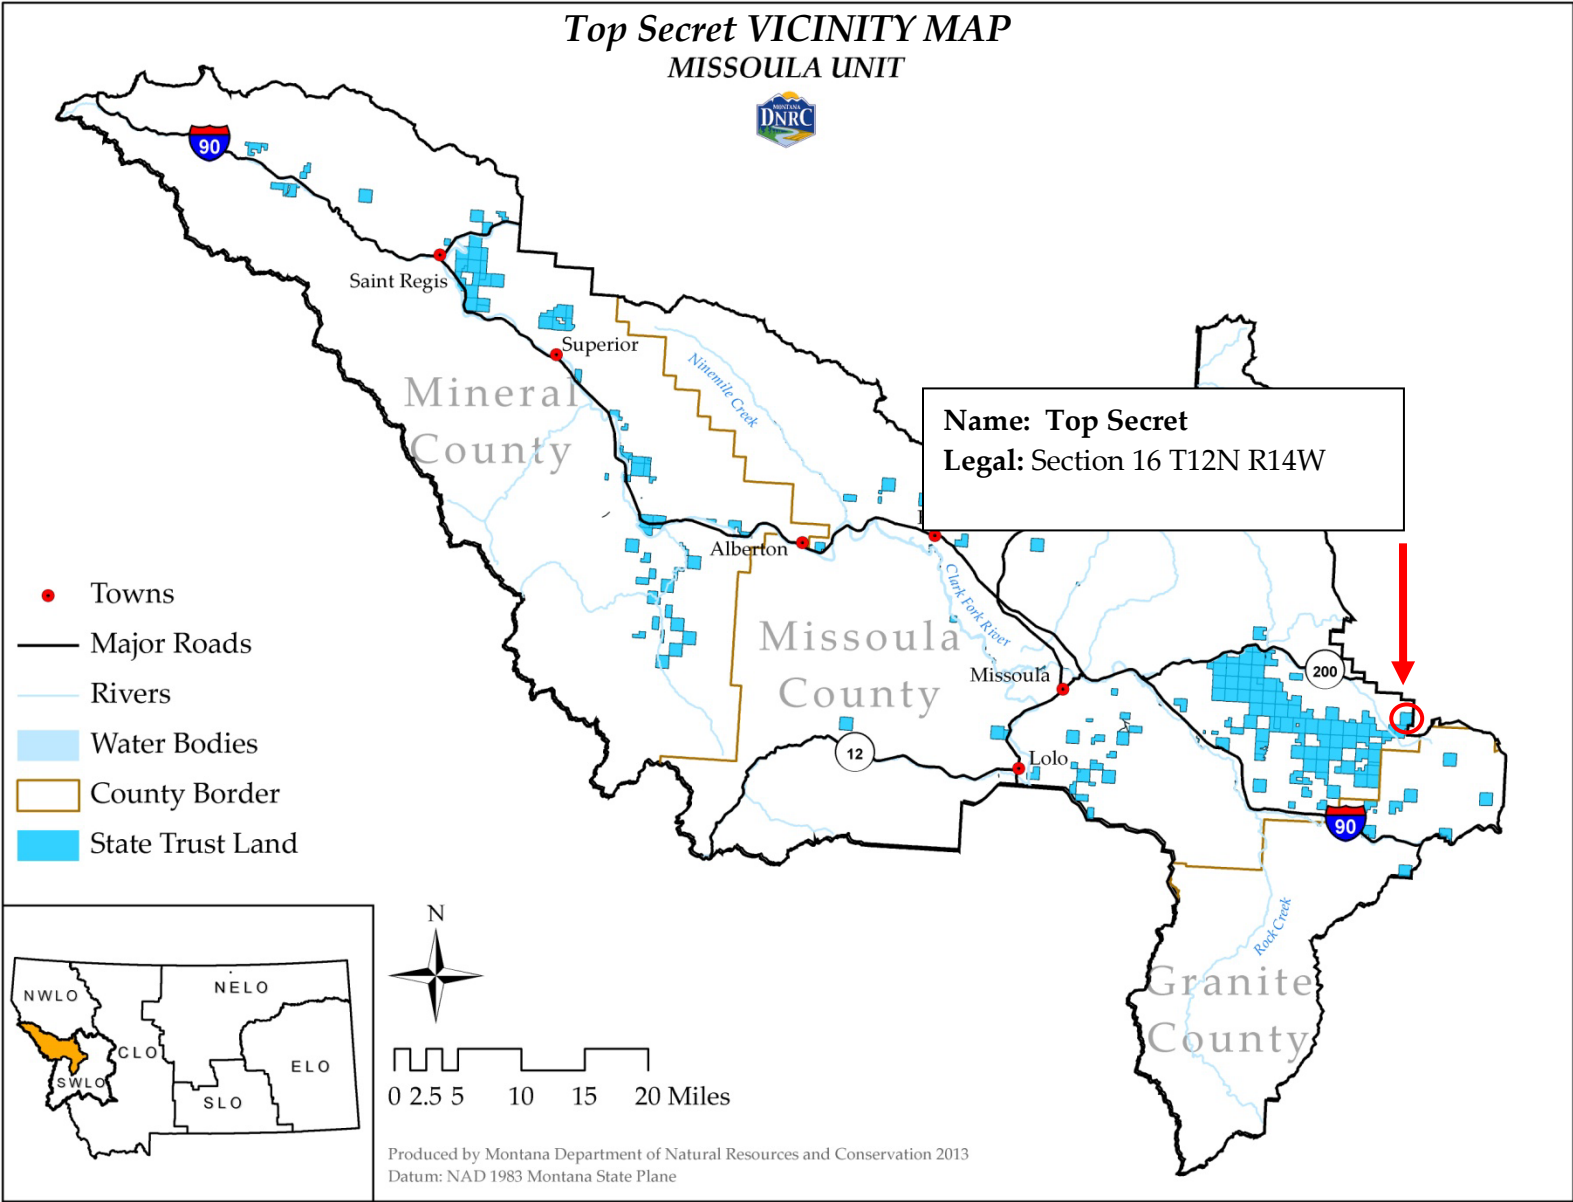 Top Secret VICINITY MAP
MISSOULA UNIT
MONTANA
DNRC
90
Saint Regis
Superior
Mineral
County
Ninemile Creek
Name: Top Secret
Legal: Section 16 T12N R14W
Alberton
Clark Fork River
Missoula
County
Missoula
200
12
Lolo
90
Rock Creek
Granite
County
Towns
Major Roads
Rivers
Water Bodies
County Border
State Trust Land
NWLO
NELO
CLO
ELO
SWLO
SLO
N
0 2.5 5 10 15 20 Miles
Produced by Montana Department of Natural Resources and Conservation 2013
Datum: NAD 1983 Montana State Plane